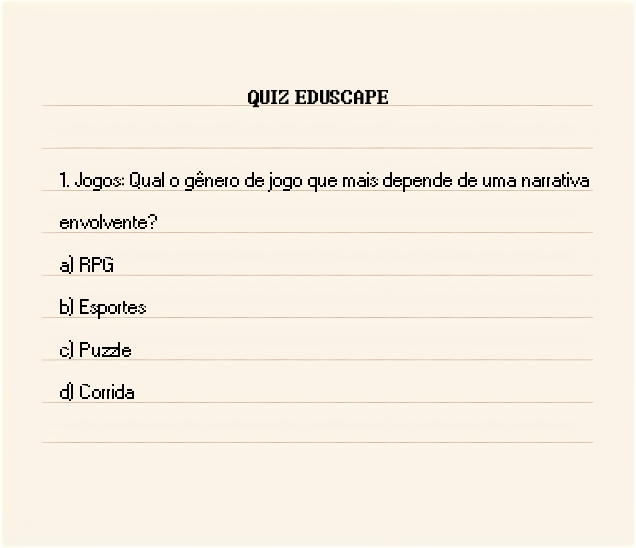 QUIZ EDUSCAPE
1. Jogos: Qual o gênero de jogo que mais depende de uma narrativa
envolvente?
a) RPG
b) Esportes
c) Puzzle
d) Corrida